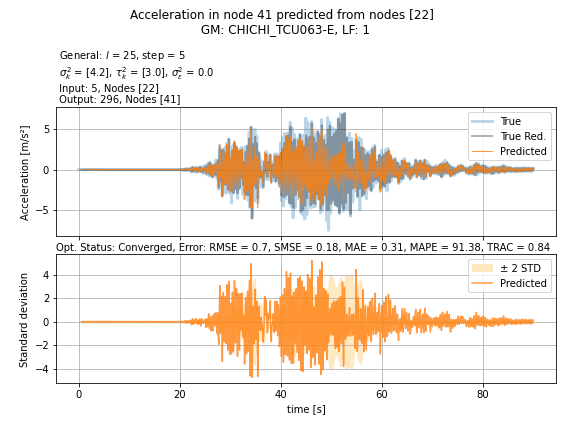 Acceleration in node 41 predicted from nodes [22]
GM: CHICHI_TCU063-E, LF: 1
General: l = 25, step = 5
σ²ₖ = [4.2], τ²ₖ = [3.0], σ²ε = 0.0
Input: 5, Nodes [22]
Output: 296, Nodes [41]
Acceleration [m/s²]
5
0
−5
True
True Red.
Predicted
Opt. Status: Converged, Error: RMSE = 0.7, SMSE = 0.18, MAE = 0.31, MAPE = 91.38, TRAC = 0.84
Standard deviation
4
2
0
−2
−4
± 2 STD
Predicted
0 20 40 60 80
time [s]